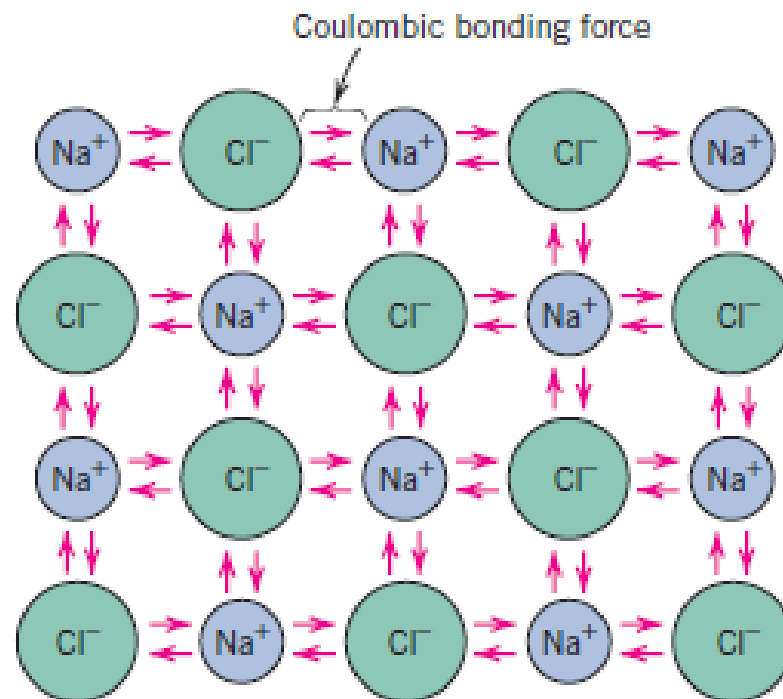 Coulombic bonding force
Na⁺ Cl⁻ Na⁺ Cl⁻ Na⁺
Cl⁻ Na⁺ Cl⁻ Na⁺ Cl⁻
Na⁺ Cl⁻ Na⁺ Cl⁻ Na⁺
Cl⁻ Na⁺ Cl⁻ Na⁺ Cl⁻